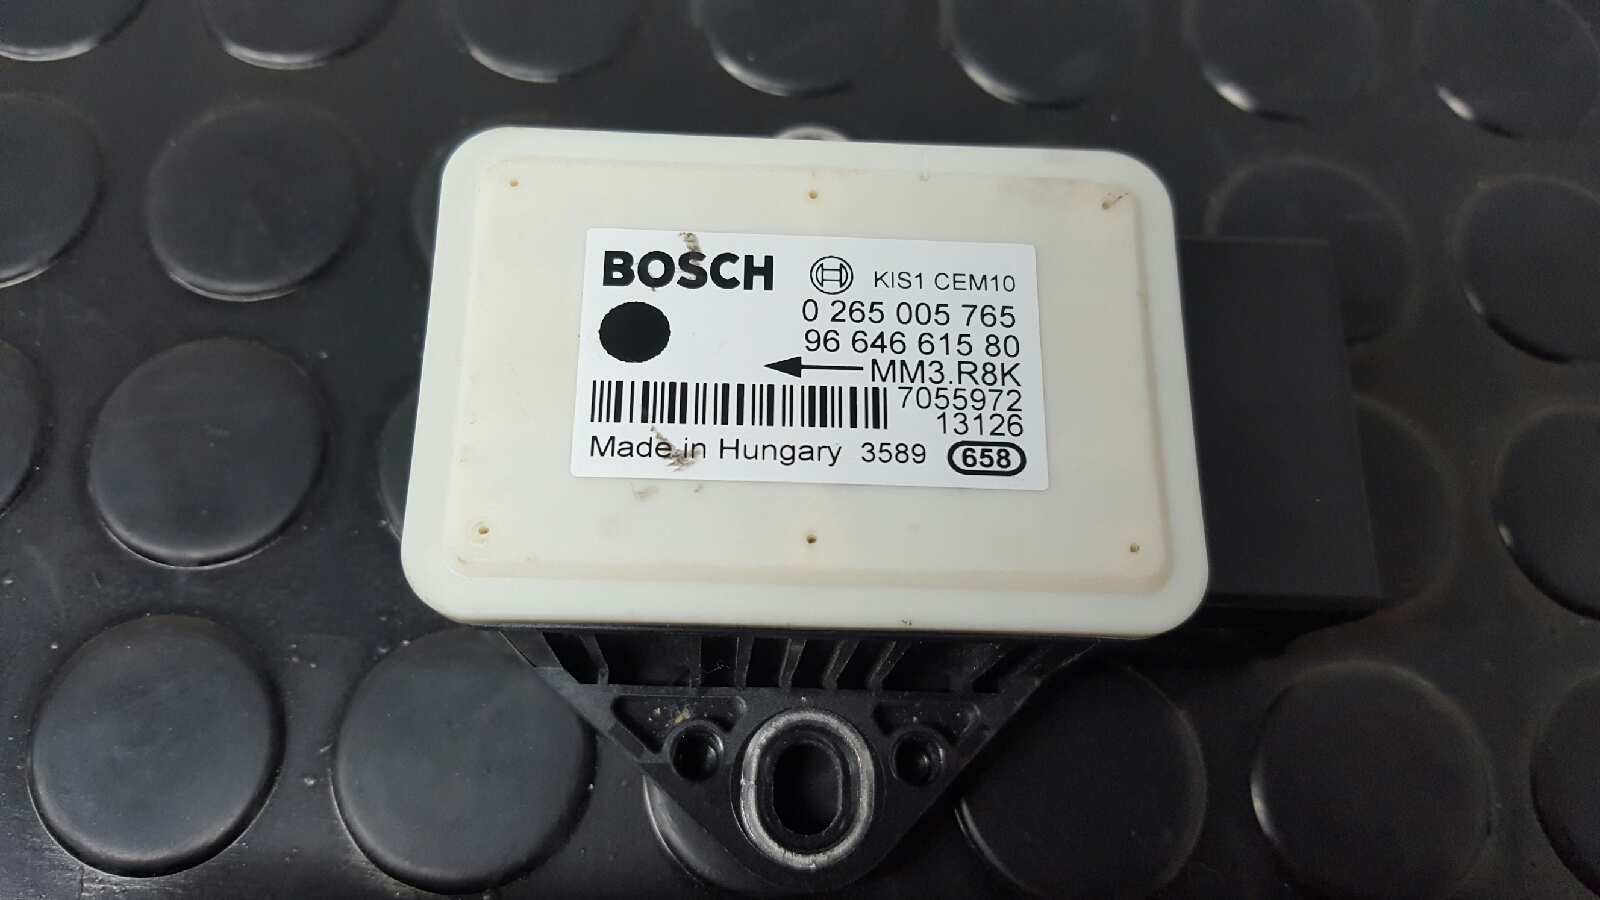 BOSCH KIS1 CEM10
0 265 005 765
96 646 615 80
MM3.R8K
7055972
13126
Made in Hungary 3589 658